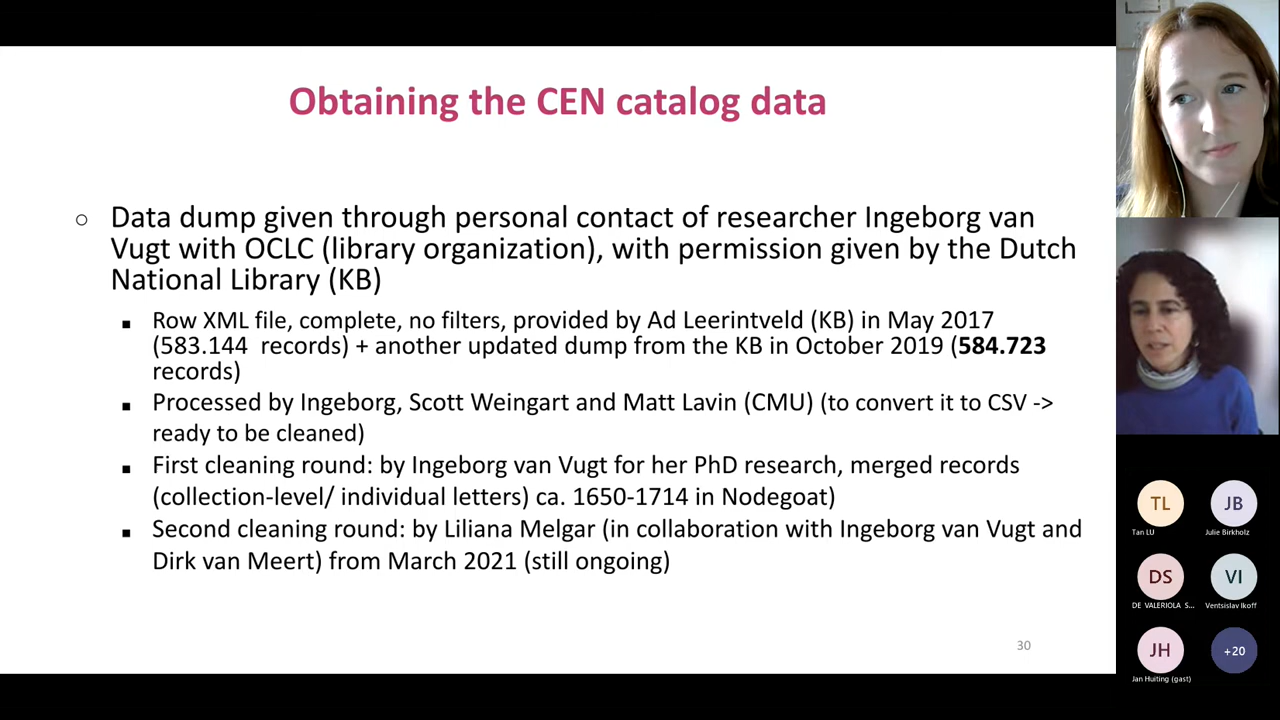 Obtaining the CEN catalog data
○ Data dump given through personal contact of researcher Ingeborg van
Vugt with OCLC (library organization), with permission given by the Dutch
National Library (KB)
▪ Row XML file, complete, no filters, provided by Ad Leerintveld (KB) in May 2017
(583.144 records) + another updated dump from the KB in October 2019 (584.723
records)
▪ Processed by Ingeborg, Scott Weingart and Matt Lavin (CMU) (to convert it to CSV ->
ready to be cleaned)
▪ First cleaning round: by Ingeborg van Vugt for her PhD research, merged records
(collection-level/ individual letters) ca. 1650-1714 in Nodegoat)
▪ Second cleaning round: by Liliana Melgar (in collaboration with Ingeborg van Vugt and
Dirk van Meert) from March 2021 (still ongoing)
30
TL JB
Tan LU Julie Birkholz
DS VI
DE VALERIOLA S... Ventsislav Ikoff
JH +20
Jan Huiting (gast)